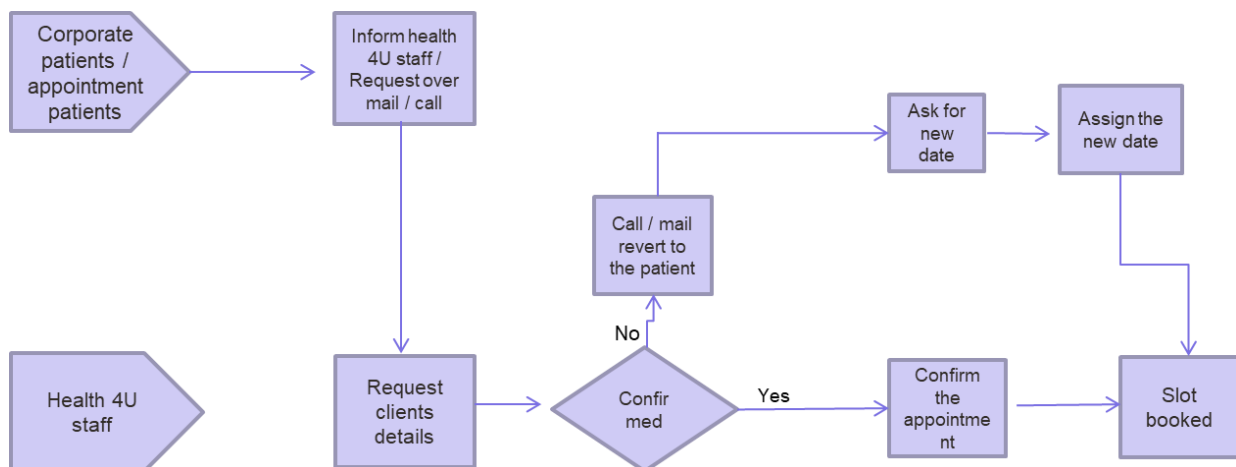 Corporate
patients /
appointment
patients
Inform health
4U staff /
Request over
mail / call
Ask for
new
date
Assign the
new date
Call / mail
revert to
the patient
No
Health 4U
staff
Request
clients
details
Confir
med
Yes
Confirm
the
appointme
nt
Slot
booked